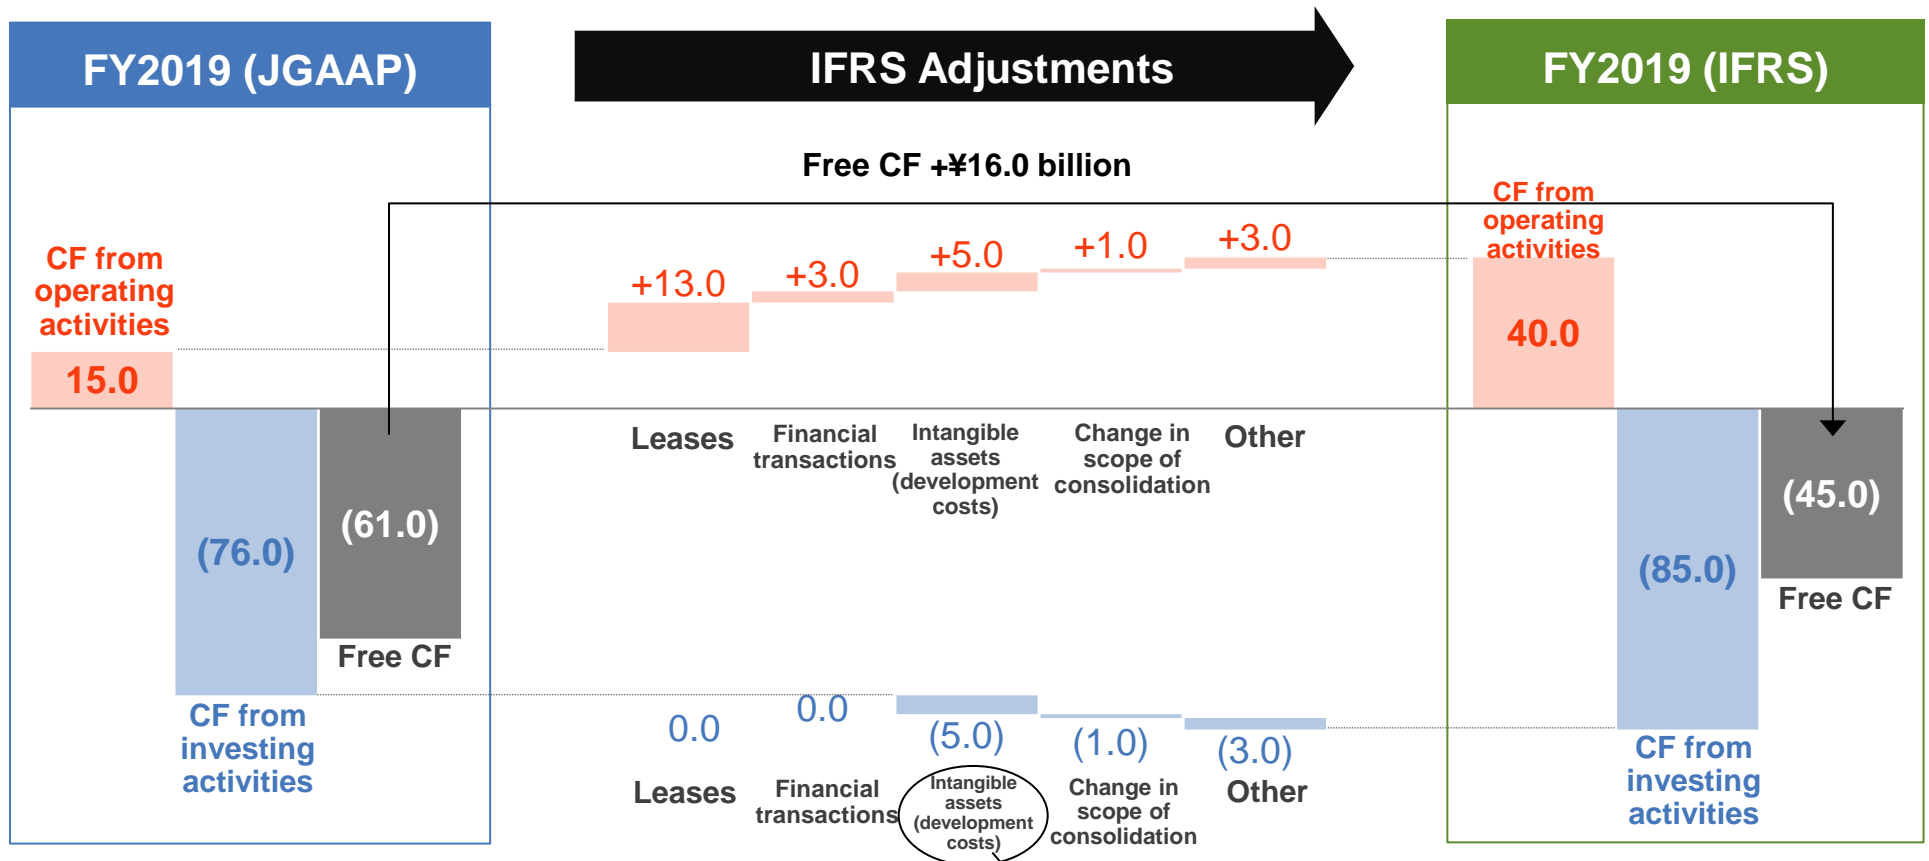 FY2019 (JGAAP)
IFRS Adjustments
FY2019 (IFRS)
Free CF +¥16.0 billion
CF from
operating
activities
15.0
(76.0)
(61.0)
Free CF
CF from
investing
activities
+13.0
+3.0
+5.0
+1.0
+3.0
Leases
Financial
transactions
Intangible
assets
(development
costs)
Change in
scope of
consolidation
Other
0.0
0.0
(5.0)
(1.0)
(3.0)
Leases
Financial
transactions
Intangible
assets
(development
costs)
Change in
scope of
consolidation
Other
CF from
operating
activities
40.0
(85.0)
(45.0)
Free CF
CF from
investing
activities